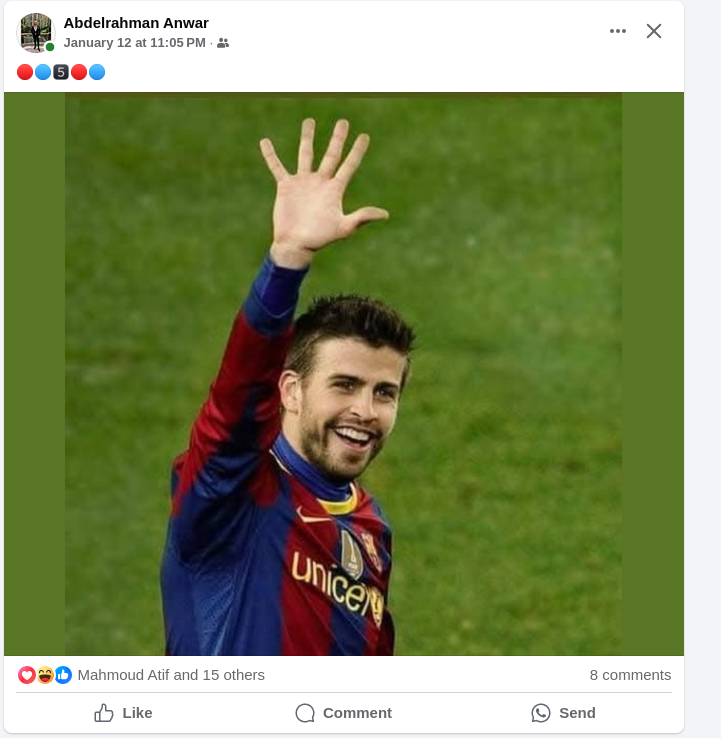 Abdelrahman Anwar
January 12 at 11:05 PM ·
5
unicef
Mahmoud Atif and 15 others
8 comments
Like
Comment
Send